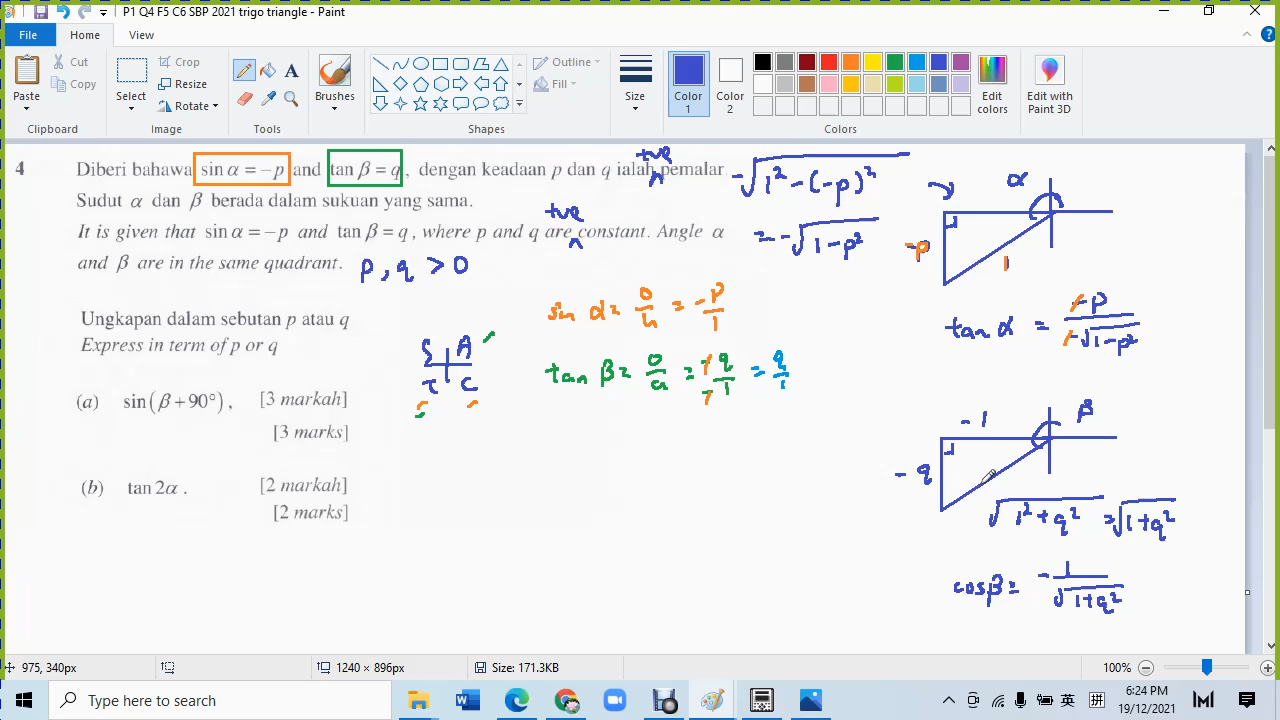 P1 Q4 F5 C6 SBP 2021 trigo triangle - Paint
File Home View
Paste Cut Copy
Clipboard
Select Crop Resize Rotate
Image
Tools
Brushes
Outline Fill
Shapes
Size
Color 1 Color 2
Edit colors
Colors
Edit with Paint 3D
4 Diberi bahawa sin α = −p and tan β = q , dengan keadaan p dan q ialah pemalar.
+ve
Sudut α dan β berada dalam sukuan yang sama.
+ve
It is given that sin α = −p and tan β = q , where p and q are constant. Angle α
and β are in the same quadrant.
p, q > 0
Ungkapan dalam sebutan p atau q
Express in term of p or q
(a) sin(β + 90°), [3 markah]
[3 marks]
(b) tan 2α . [2 markah]
[2 marks]
S A
T C
−√(1² − (−p)²)
= −√(1 − p²)
sin α = o/h = −p/1
tan β = o/a = −q/−1 = q/1
α
−p
1
tan α = −p/−√(1−p²)
−1
β
−q
√(1² + q²) = √(1+q²)
cos β = −1/√(1+q²)
975, 340px
1240 × 896px
Size: 171.3KB
100%
Type here to search
英
拼
6:24 PM
19/12/2021